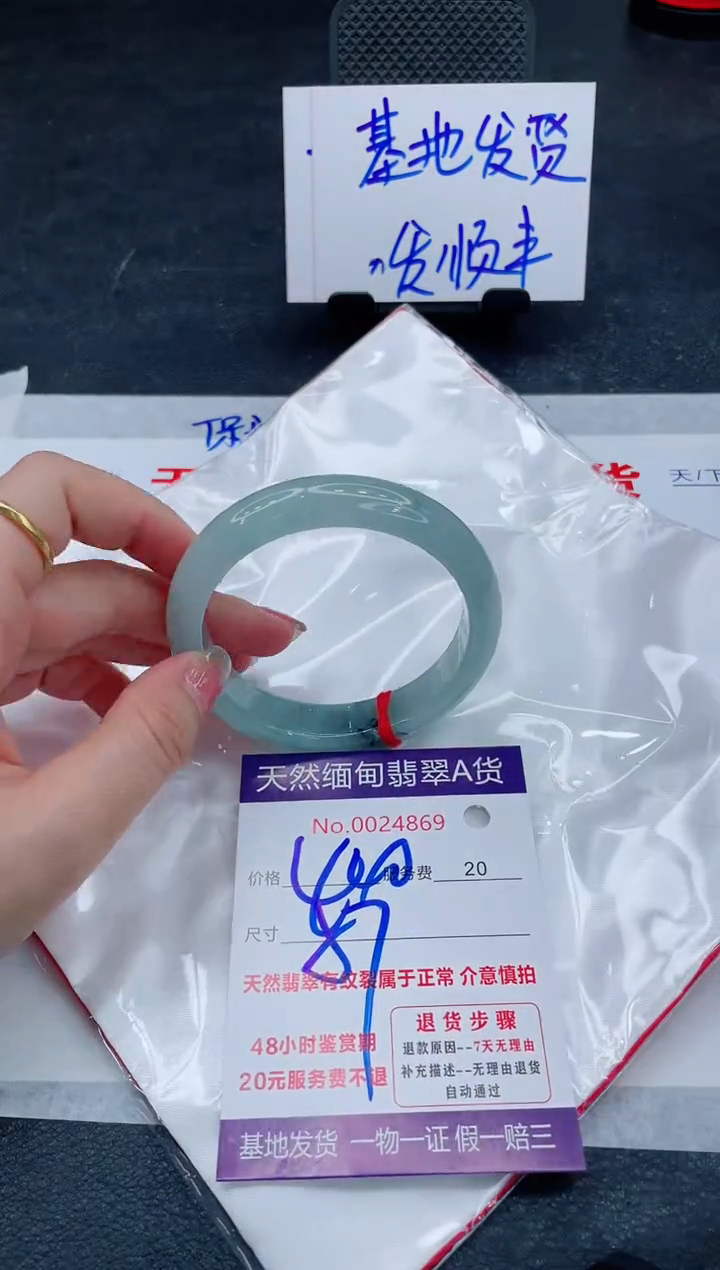 基地发货
发顺丰
保
货
天/下
天然缅甸翡翠A货
No.0024869
价格 服务费 20
尺寸
天然翡翠有纹裂属于正常 介意慎拍
48小时鉴赏期
20元服务费不退
退货步骤
退款原因--7天无理由
补充描述--无理由退货
自动通过
基地发货 一物一证 假一赔三